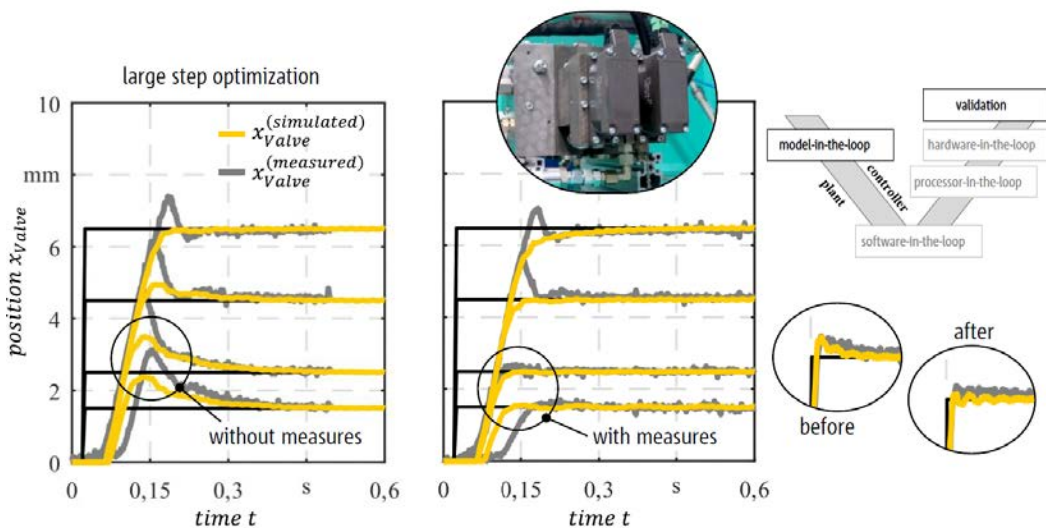 large step optimization
10
mm
6
4
2
0
position x_Valve
x_Valve^(simulated)
x_Valve^(measured)
without measures
0
0,15
0,3
s
0,6
time t
with measures
0
0,15
0,3
s
0,6
time t
validation
model-in-the-loop
hardware-in-the-loop
processor-in-the-loop
plant
controller
software-in-the-loop
before
after